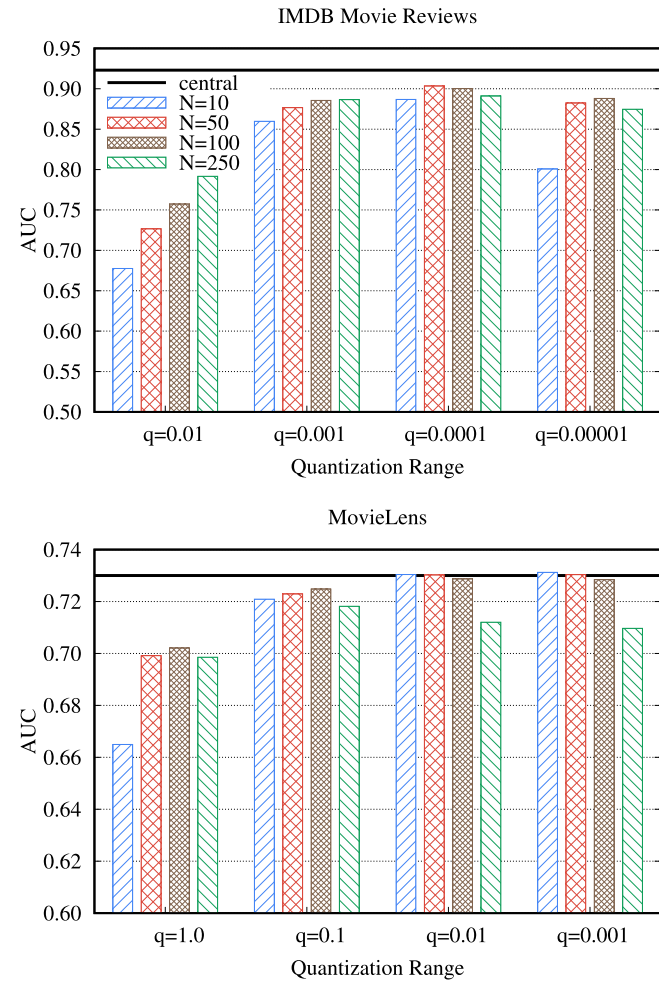 IMDB Movie Reviews
0.95
0.90
0.85
0.80
0.75
0.70
0.65
0.60
0.55
0.50
AUC
central
N=10
N=50
N=100
N=250
q=0.01 q=0.001 q=0.0001 q=0.00001
Quantization Range
MovieLens
0.74
0.72
0.70
0.68
0.66
0.64
0.62
0.60
AUC
q=1.0 q=0.1 q=0.01 q=0.001
Quantization Range